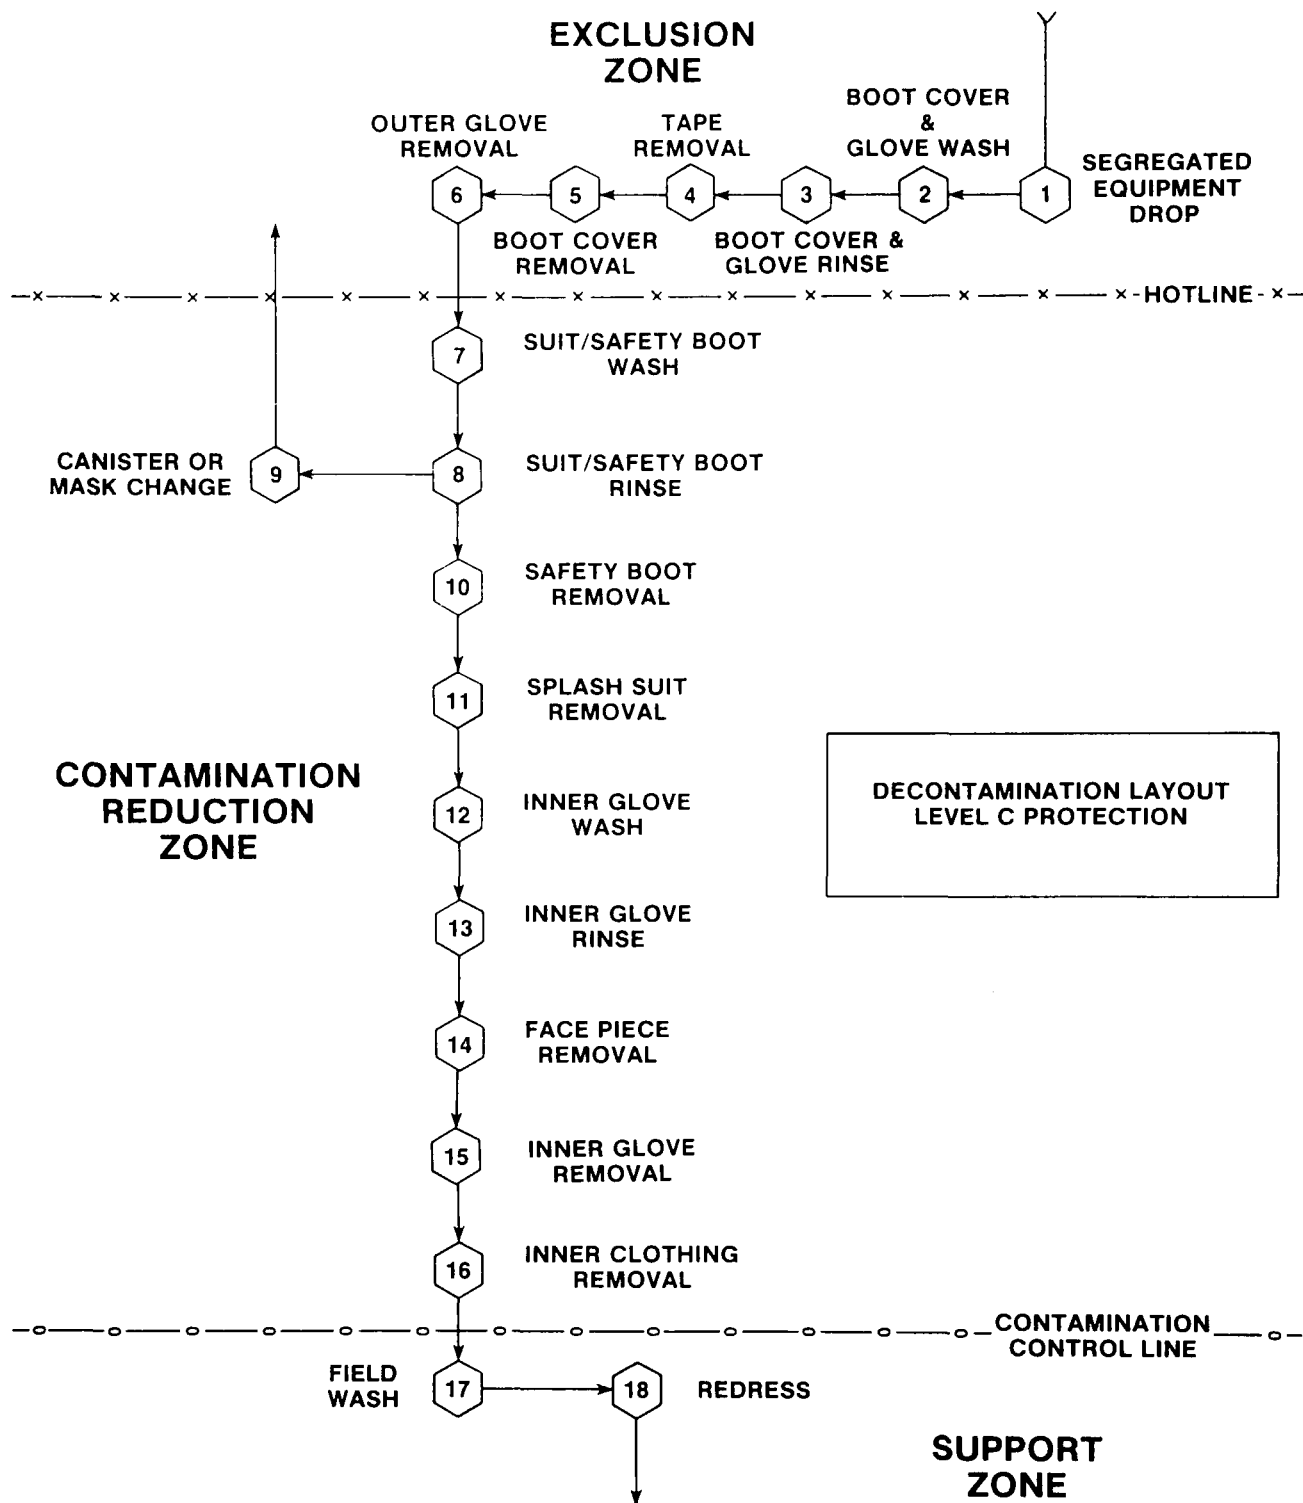 EXCLUSION
ZONE
BOOT COVER
&
GLOVE WASH
OUTER GLOVE
REMOVAL
TAPE
REMOVAL
SEGREGATED
EQUIPMENT
DROP
6
5
4
3
2
1
BOOT COVER
REMOVAL
BOOT COVER &
GLOVE RINSE
HOTLINE
7
SUIT/SAFETY BOOT
WASH
CANISTER OR
MASK CHANGE
9
8
SUIT/SAFETY BOOT
RINSE
10
SAFETY BOOT
REMOVAL
11
SPLASH SUIT
REMOVAL
CONTAMINATION
REDUCTION
ZONE
DECONTAMINATION LAYOUT
LEVEL C PROTECTION
12
INNER GLOVE
WASH
13
INNER GLOVE
RINSE
14
FACE PIECE
REMOVAL
15
INNER GLOVE
REMOVAL
16
INNER CLOTHING
REMOVAL
CONTAMINATION
CONTROL LINE
FIELD
WASH
17
18
REDRESS
SUPPORT
ZONE